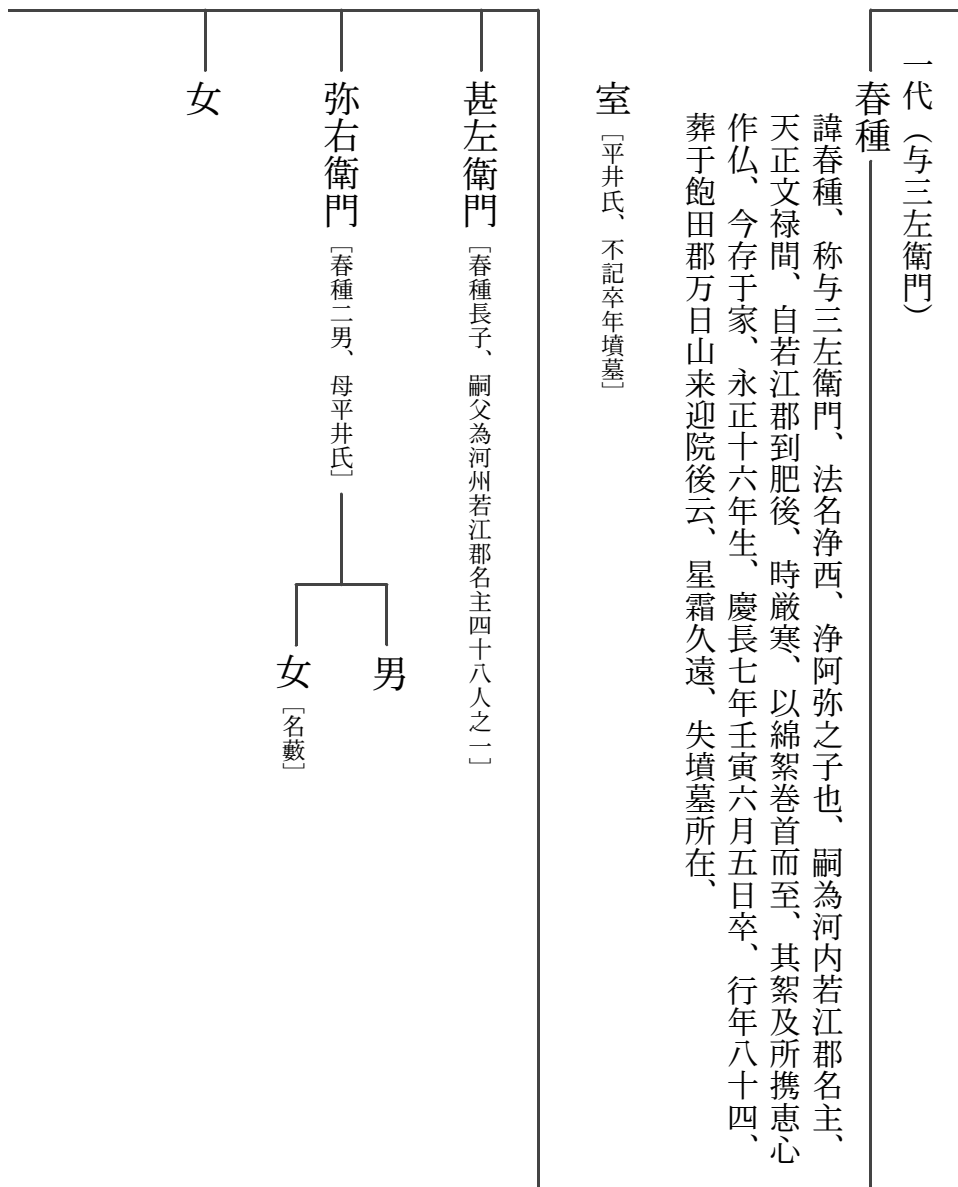 一代（与三左衛門）
春種
諱春種、称与三左衛門、法名浄西、浄阿弥之子也、嗣為河内若江郡名主、
天正文禄間、自若江郡到肥後、時厳寒、以綿絮巻首而至、其絮及所携恵心
作仏、今存于家、永正十六年生、慶長七年壬寅六月五日卒、行年八十四、
葬于飽田郡万日山来迎院後云、星霜久遠、失墳墓所在、
室［平井氏、不記卒年墳墓］
甚左衛門［春種長子、嗣父為河州若江郡名主四十八人之一］
弥右衛門［春種二男、母平井氏］
男
女［名藪］
女